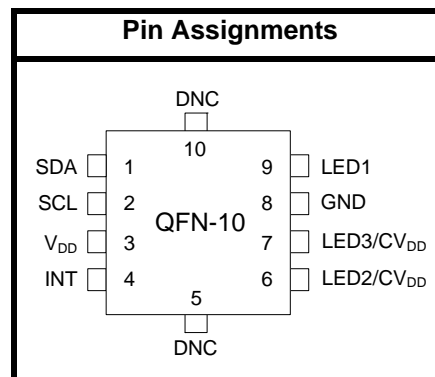 Pin Assignments
DNC
10
SDA 1 9 LED1
SCL 2 8 GND
QFN-10
VDD 3 7 LED3/CVDD
INT 4 6 LED2/CVDD
5
DNC